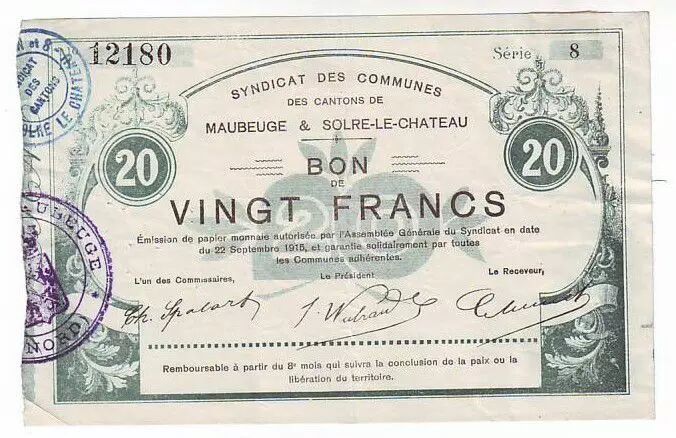 12180
Série 8
SYNDICAT DES COMMUNES
DES CANTONS DE
MAUBEUGE & SOLRE-LE-CHATEAU
20
20
BON
DE
VINGT FRANCS
Émission de papier monnaie autorisée par l'Assemblée Générale du Syndicat en date
du 22 Septembre 1915, et garantie solidairement par toutes
les Communes adhérentes.
L'un des Commissaires,
Le Président
Le Receveur,
Remboursable à partir du 8e mois qui suivra la conclusion de la paix ou la
libération du territoire.
DES
CANTONS
LE CHATEAU
MAUBEUGE
NORD